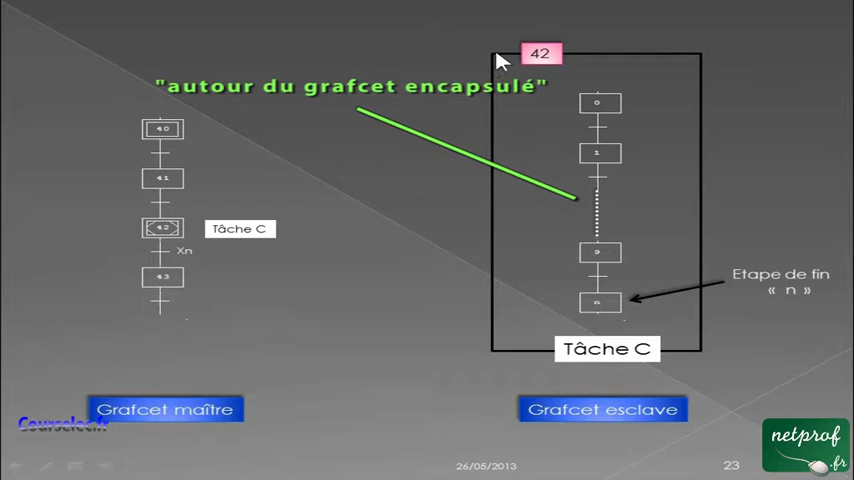 42
"autour du grafcet encapsulé"
40
41
42
Tâche C
Xn
43
0
1
9
n
Etape de fin
« n »
Tâche C
Grafcet maître
Grafcet esclave
Courselec.fr
26/05/2013
23
netprof
.fr